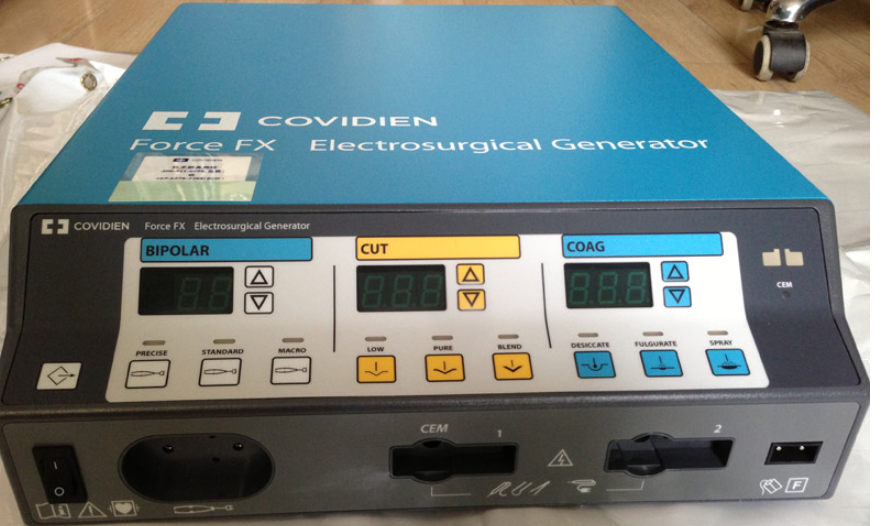 COVIDIEN
Force FX Electrosurgical Generator
COVIDIEN
COVIDIEN Force FX Electrosurgical Generator
BIPOLAR
CUT
COAG
CEM
PRECISE
STANDARD
MACRO
LOW
PURE
BLEND
DESICCATE
FULGURATE
SPRAY
CEM
1
2
I
O
F